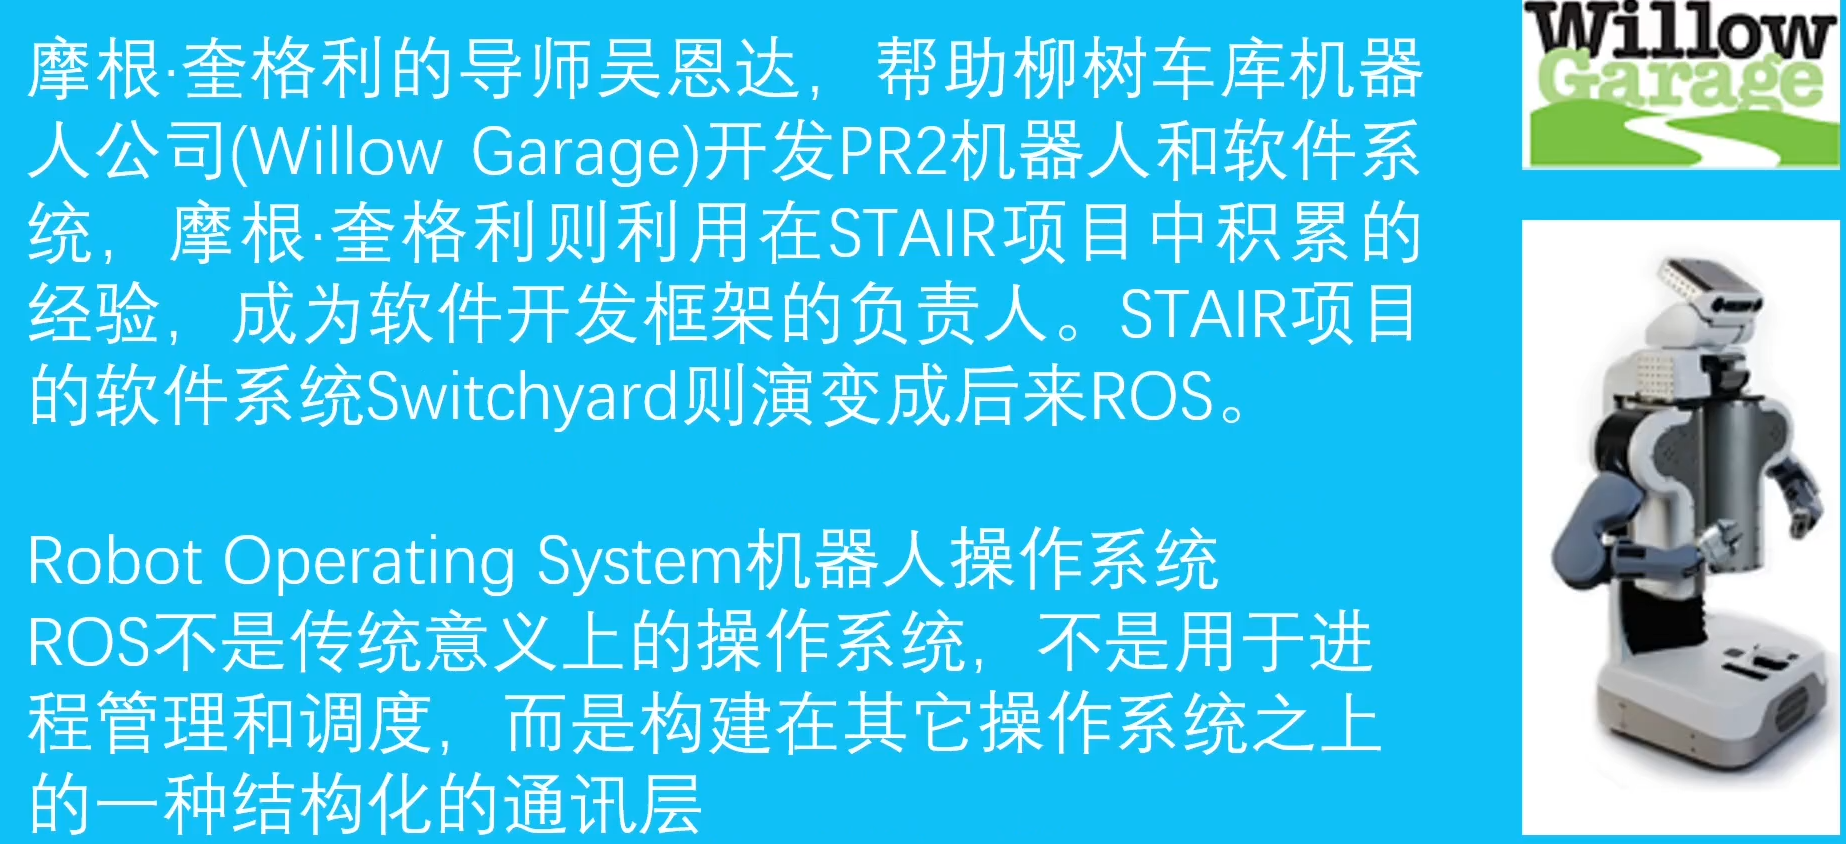 摩根·奎格利的导师吴恩达，帮助柳树车库机器
人公司(Willow Garage)开发PR2机器人和软件系
统，摩根·奎格利则利用在STAIR项目中积累的
经验，成为软件开发框架的负责人。STAIR项目
的软件系统Switchyard则演变成后来ROS。
Robot Operating System机器人操作系统
ROS不是传统意义上的操作系统，不是用于进
程管理和调度，而是构建在其它操作系统之上
的一种结构化的通讯层
Willow
Garage